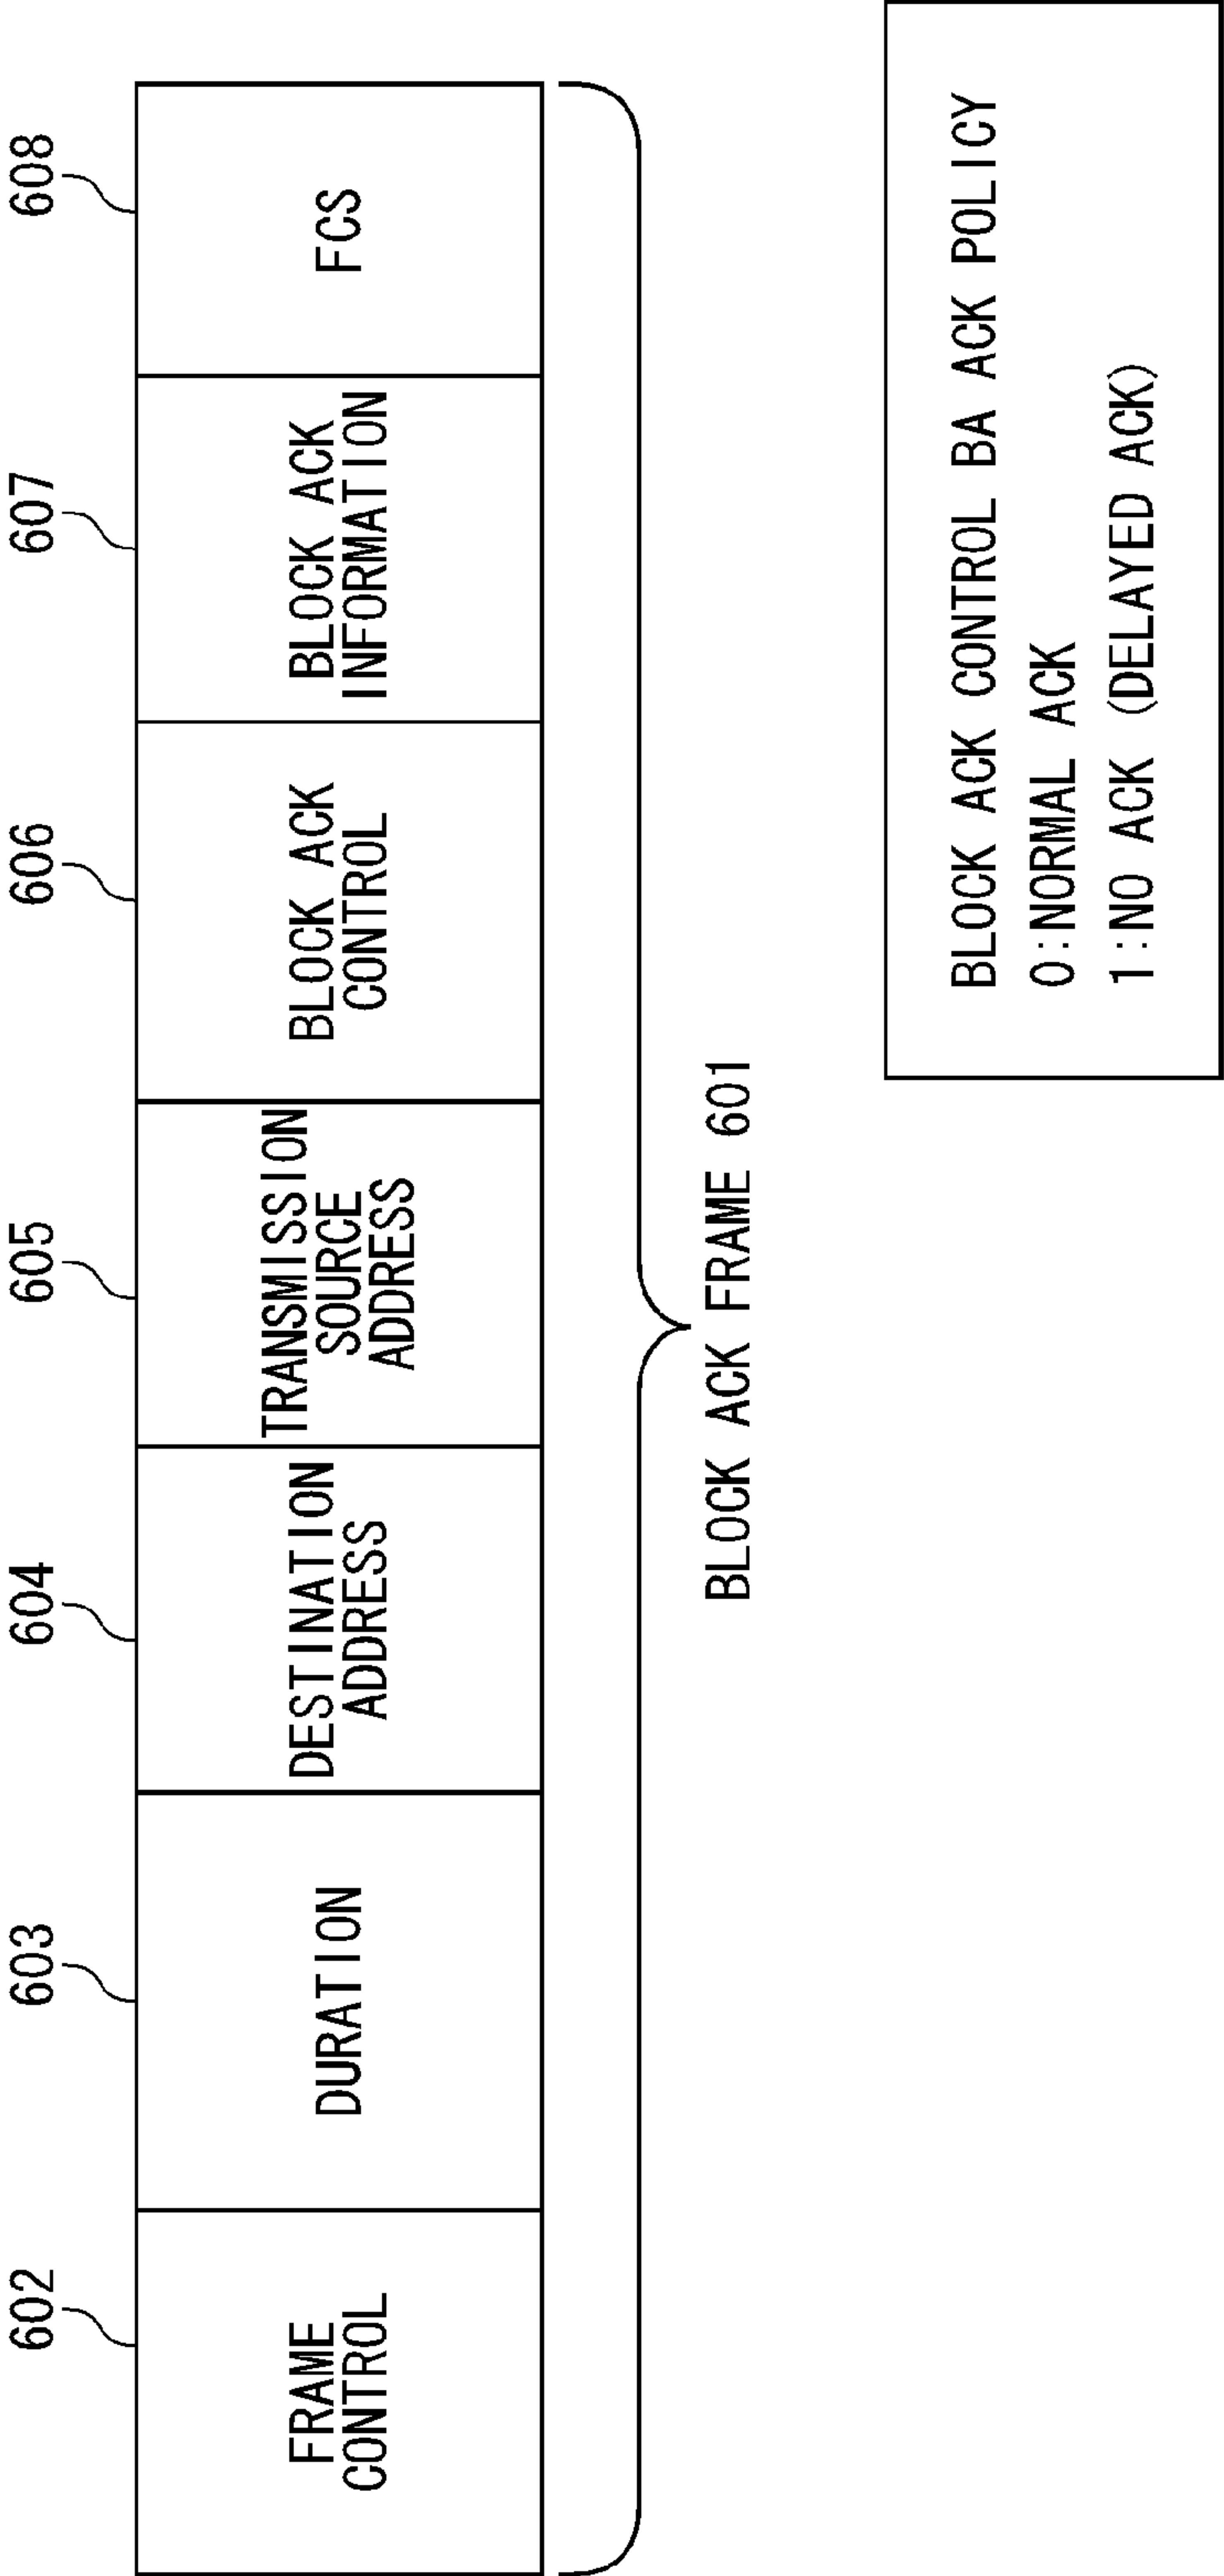 602 603 604 605 606 607 608
FRAME
CONTROL
DURATION
DESTINATION
ADDRESS
TRANSMISSION
SOURCE
ADDRESS
BLOCK ACK
CONTROL
BLOCK ACK
INFORMATION
FCS
BLOCK ACK FRAME 601
BLOCK ACK CONTROL BA ACK POLICY
0:NORMAL ACK
1:NO ACK (DELAYED ACK)